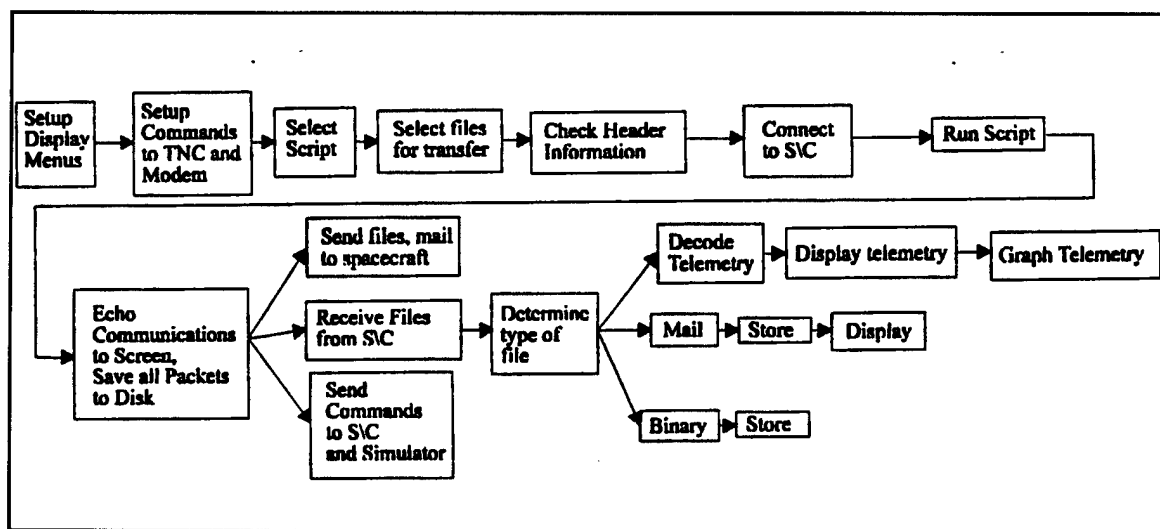 Setup
Display
Menus
Setup
Commands
to TNC and
Modem
Select
Script
Select files
for transfer
Check Header
Information
Connect
to S\C
Run Script
Echo
Communications
to Screen,
Save all Packets
to Disk
Send files, mail
to spacecraft
Receive Files
from S\C
Send
Commands
to S\C
and Simulator
Determine
type of
file
Decode
Telemetry
Display telemetry
Graph Telemetry
Mail
Store
Display
Binary
Store